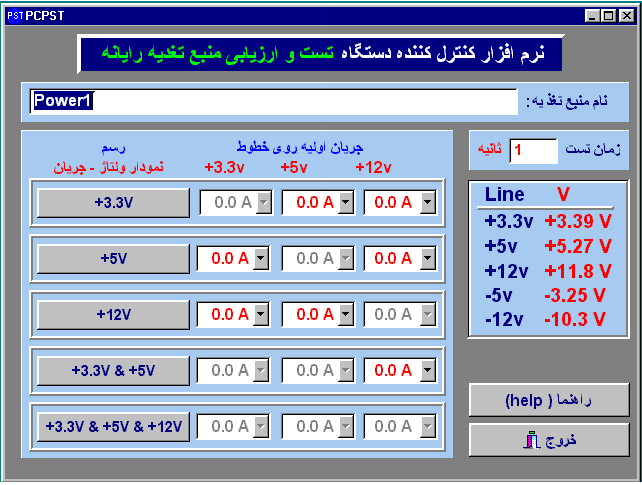 PST PCPST
نرم افزار کنترل کننده دستگاه تست و ارزیابی منبع تغذیه رایانه
نام منبع تغذیه: Power1
زمان تست 1 ثانیه
رسم
نمودار ولتاژ - جریان
جریان اولیه روی خطوط
+3.3v +5v +12v
+3.3V 0.0 A 0.0 A 0.0 A
+5V 0.0 A 0.0 A 0.0 A
+12V 0.0 A 0.0 A 0.0 A
+3.3V & +5V 0.0 A 0.0 A 0.0 A
+3.3V & +5V & +12V 0.0 A 0.0 A 0.0 A
Line V
+3.3v +3.39 V
+5v +5.27 V
+12v +11.8 V
-5v -3.25 V
-12v -10.3 V
راهنما ( help)
خروج